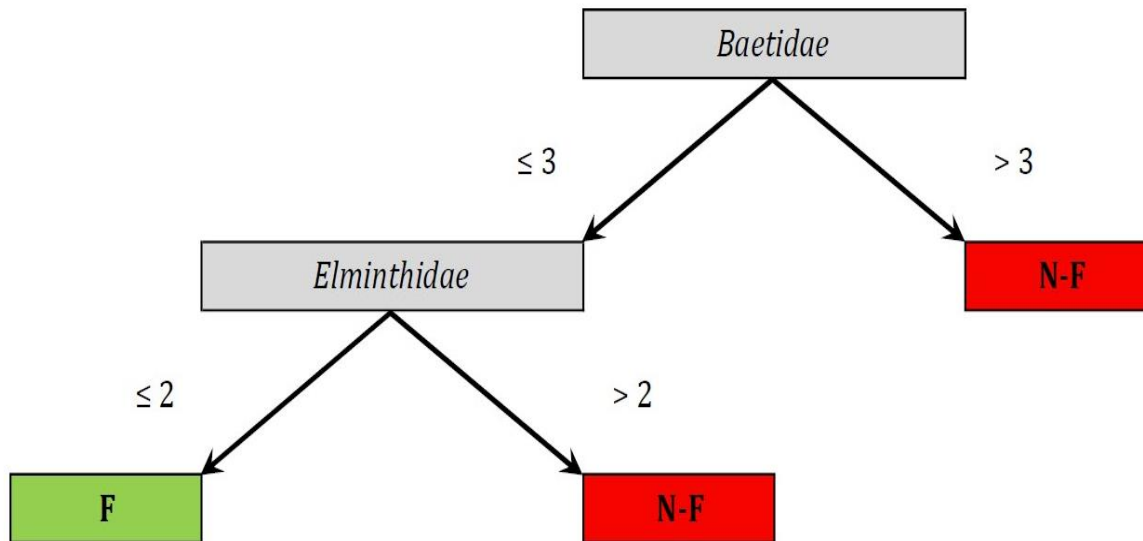 Baetidae
≤ 3
> 3
Elminthidae
N-F
≤ 2
> 2
F
N-F